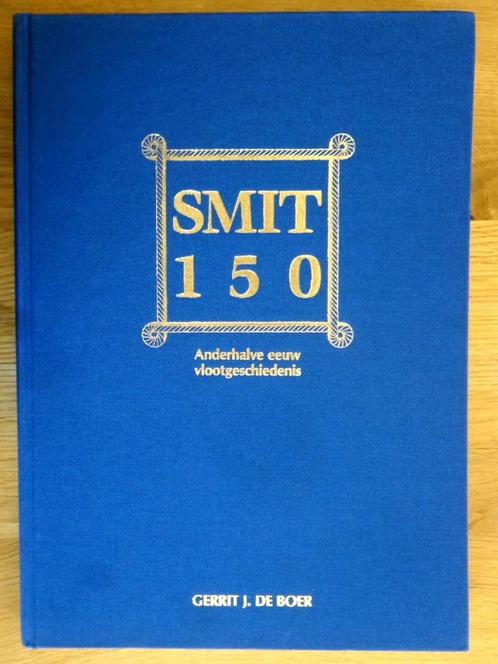 SMIT
150
Anderhalve eeuw
vlootgeschiedenis
GERRIT J. DE BOER